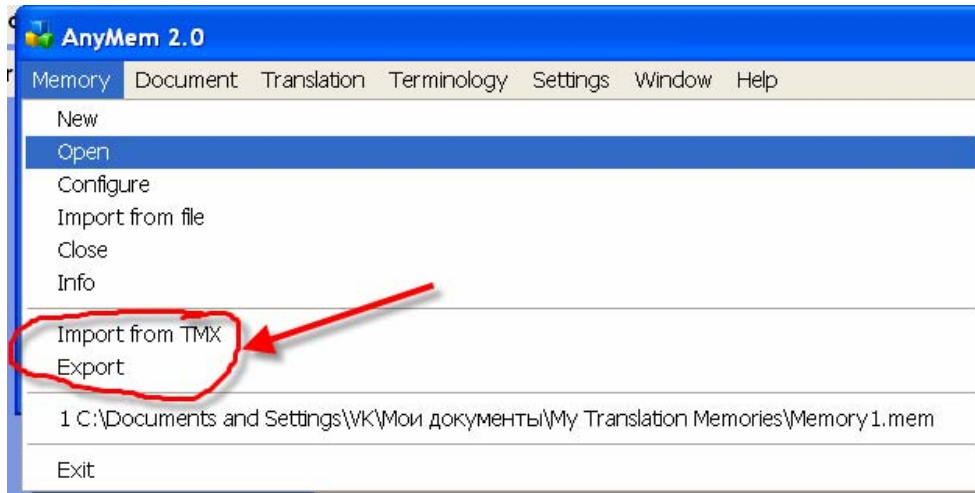 AnyMem 2.0
Memory Document Translation Terminology Settings Window Help
New
Open
Configure
Import from file
Close
Info
Import from TMX
Export
1 C:\Documents and Settings\VK\Мои документы\My Translation Memories\Memory1.mem
Exit